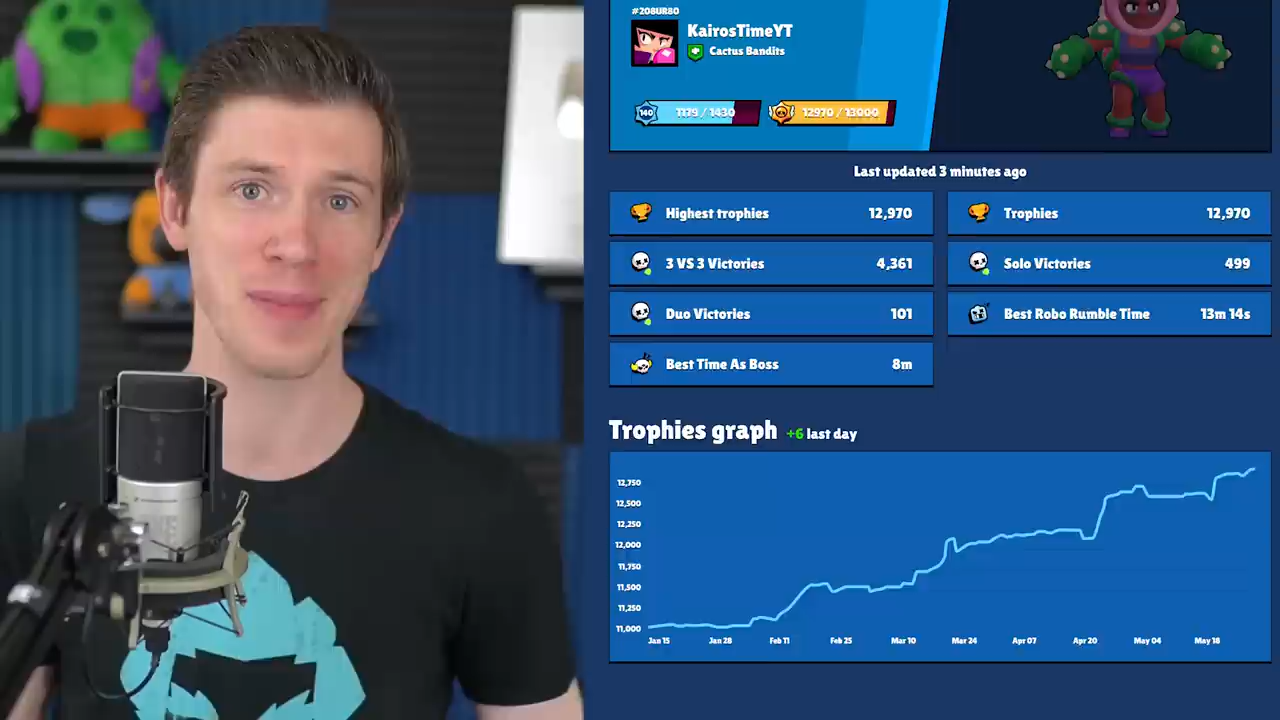 #208UR80
KairosTimeYT
Cactus Bandits
140 1179 / 1430 12970 / 13000
Last updated 3 minutes ago
Highest trophies 12,970 Trophies 12,970
3 VS 3 Victories 4,361 Solo Victories 499
Duo Victories 101 Best Robo Rumble Time 13m 14s
Best Time As Boss 8m
Trophies graph +6 last day
12,750
12,500
12,250
12,000
11,750
11,500
11,250
11,000
Jan 15 Jan 28 Feb 11 Feb 25 Mar 10 Mar 24 Apr 07 Apr 20 May 04 May 18